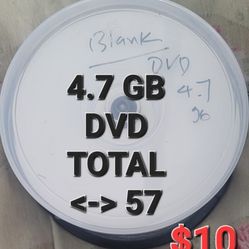 Blank
DVD
4.7
4.7 GB
DVD
TOTAL
<-> 57
$10